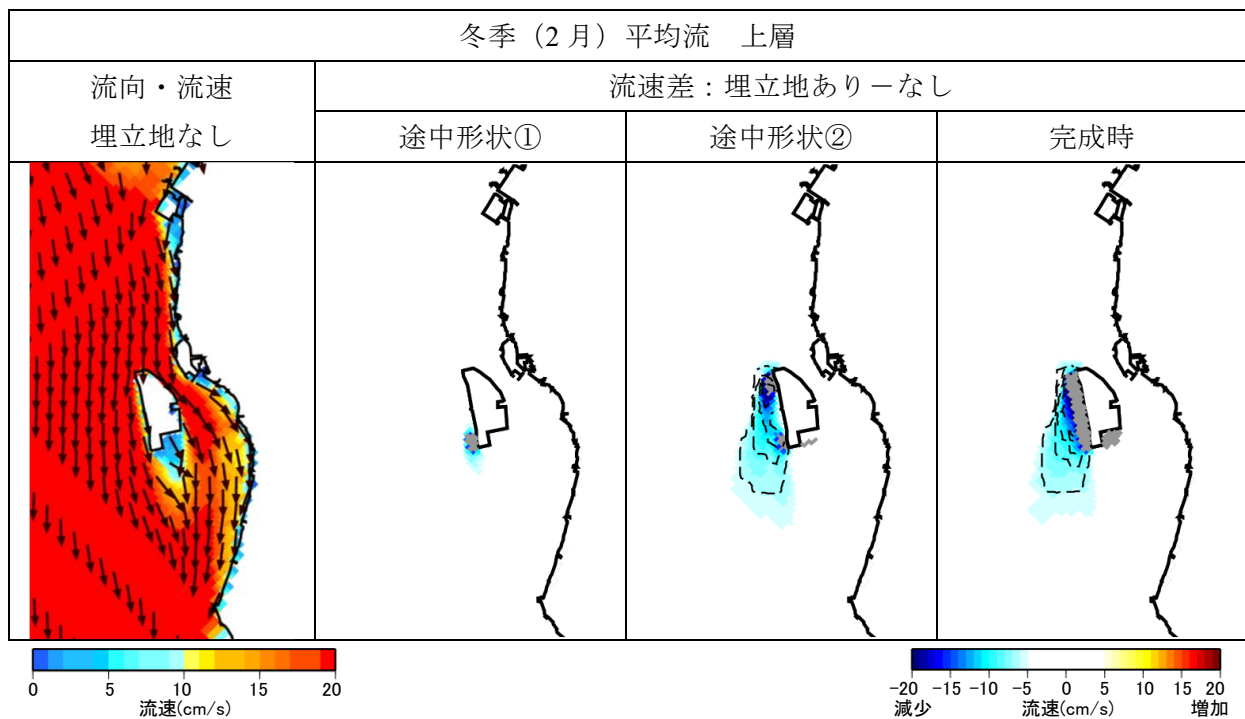 冬季（2 月）平均流　上層
流向・流速
埋立地なし
流速差：埋立地あり－なし
途中形状①
途中形状②
完成時
0 5 10 15 20
流速(cm/s)
-20 -15 -10 -5 0 5 10 15 20
減少 流速(cm/s) 増加